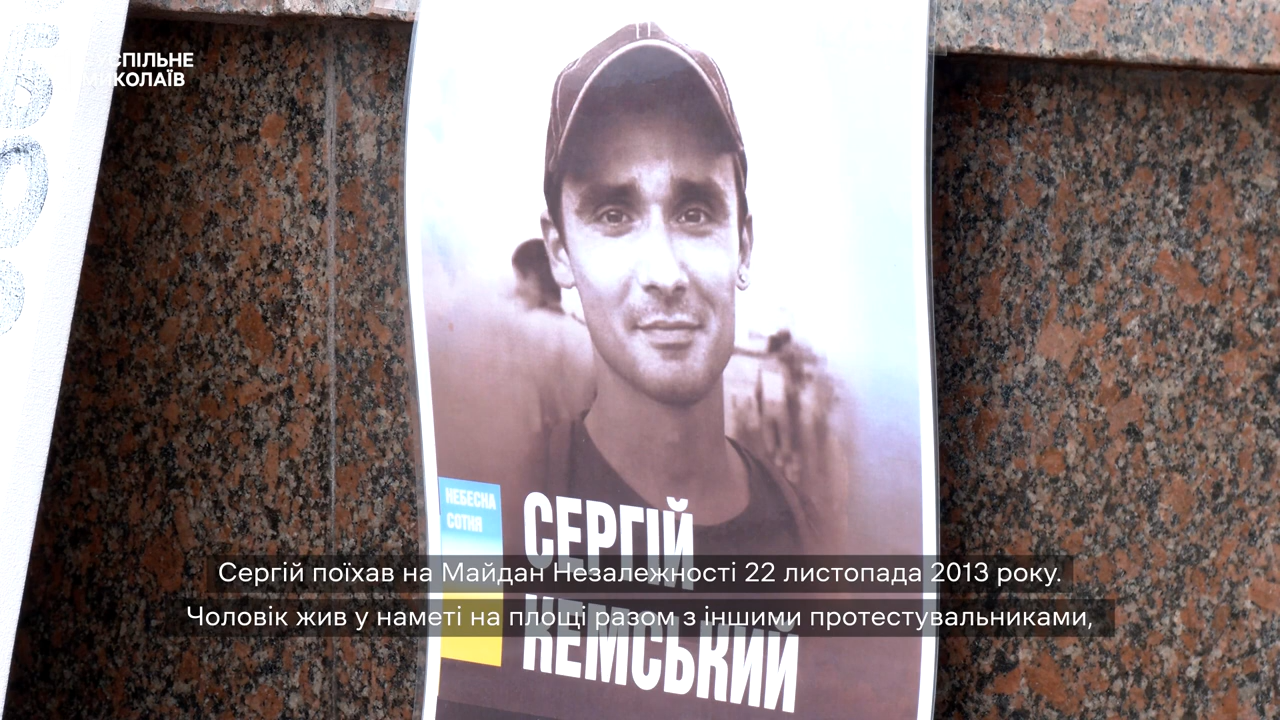 СУСПІЛЬНЕ
МИКОЛАЇВ
НЕБЕСНА
СОТНЯ
СЕРГІЙ
КЕМСЬКИЙ
Сергій поїхав на Майдан Незалежності 22 листопада 2013 року.
Чоловік жив у наметі на площі разом з іншими протестувальниками,